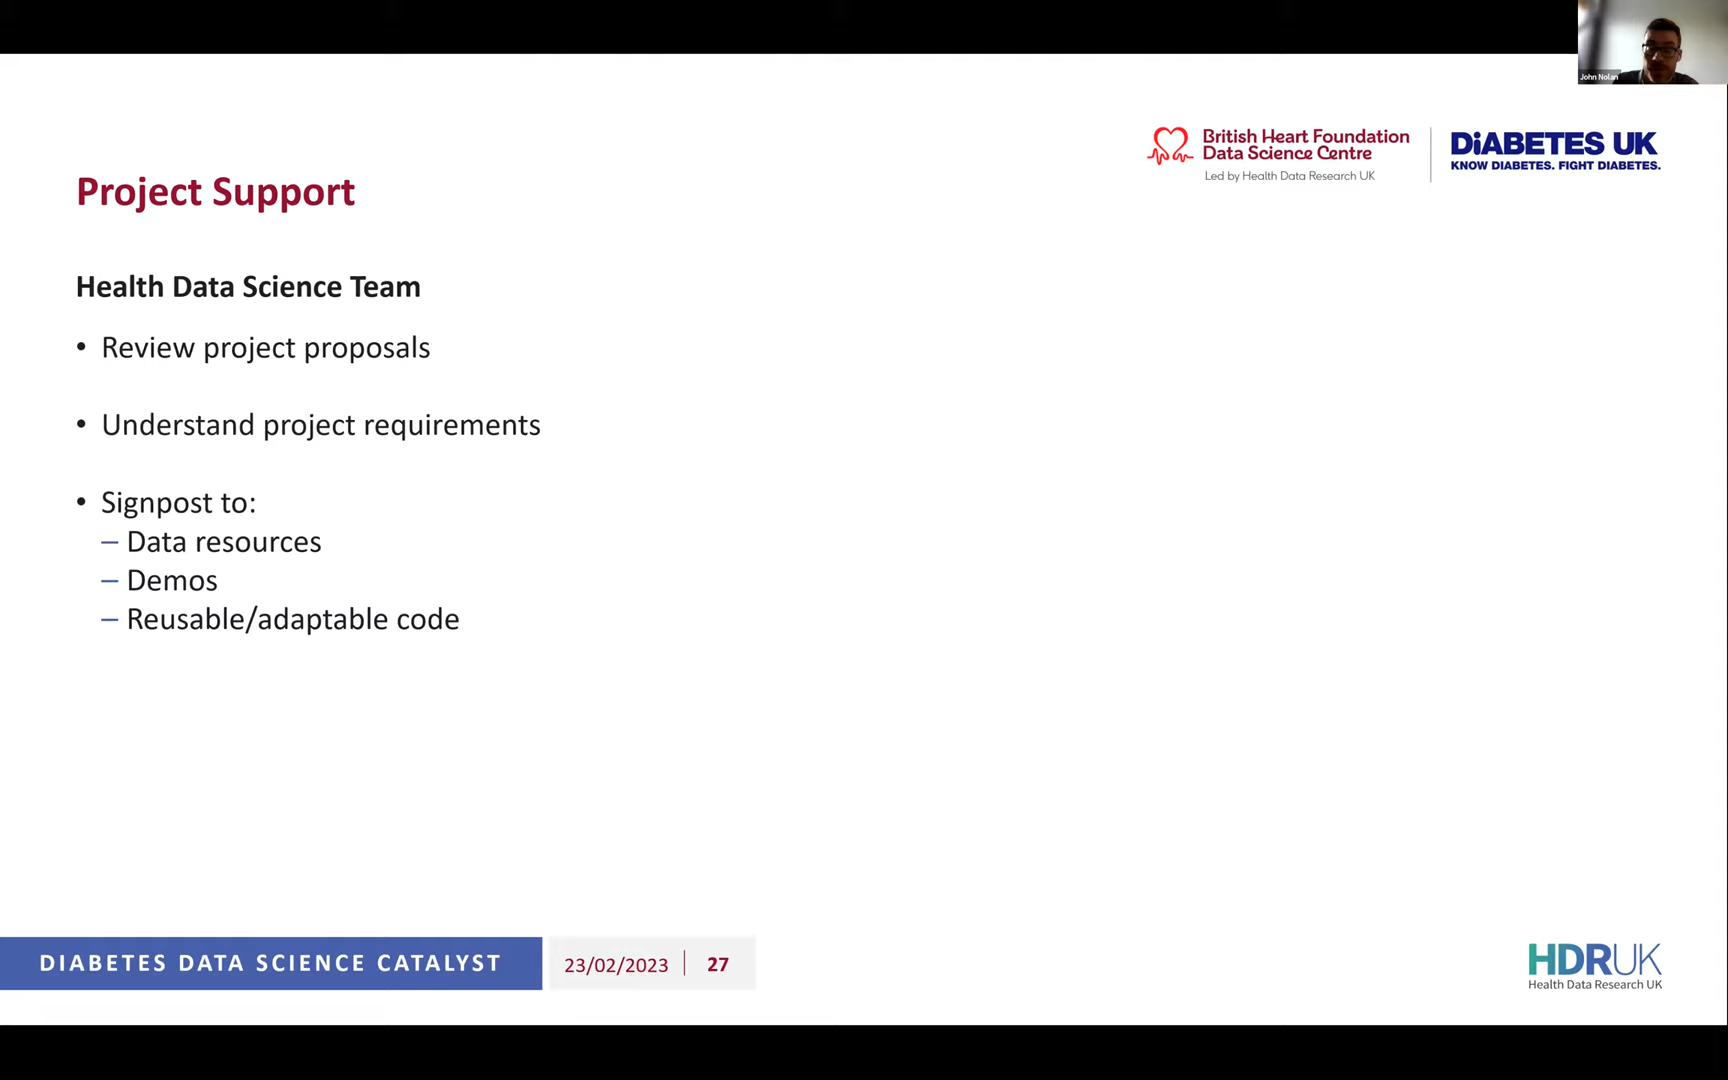 John Nolan
British Heart Foundation
Data Science Centre
Led by Health Data Research UK
DiABETES UK
KNOW DIABETES. FIGHT DIABETES.
Project Support
Health Data Science Team
• Review project proposals
• Understand project requirements
• Signpost to:
– Data resources
– Demos
– Reusable/adaptable code
DIABETES DATA SCIENCE CATALYST
23/02/2023 | 27
HDRUK
Health Data Research UK